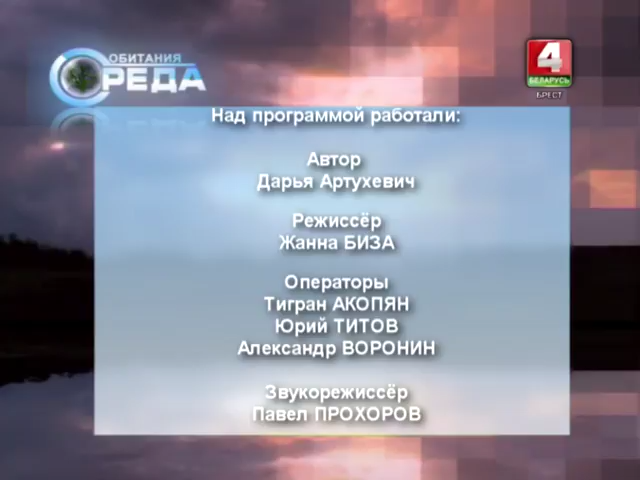 ОБИТАНИЯ
СРЕДА
4
БЕЛАРУСЬ
БРЕСТ
Над программой работали:
Автор
Дарья Артухевич
Режиссёр
Жанна БИЗА
Операторы
Тигран АКОПЯН
Юрий ТИТОВ
Александр ВОРОНИН
Звукорежиссёр
Павел ПРОХОРОВ